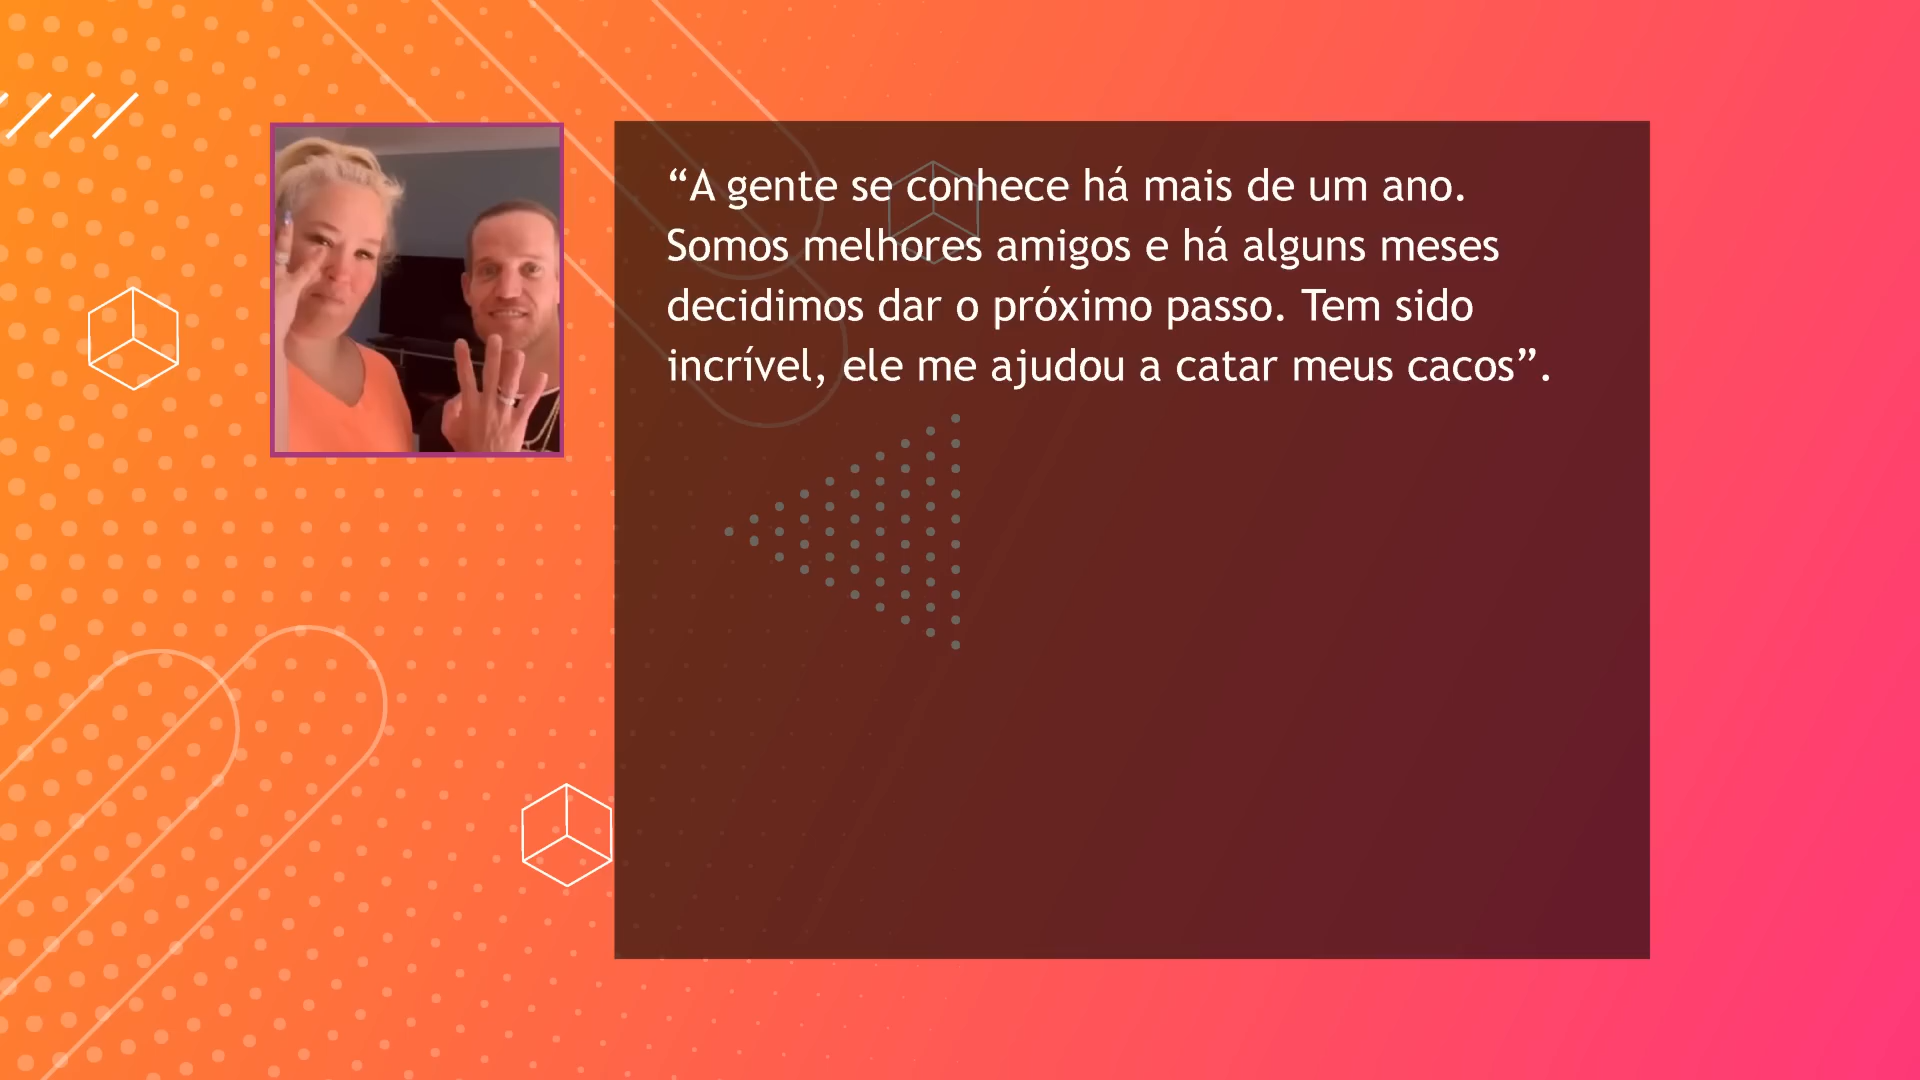 “A gente se conhece há mais de um ano.
Somos melhores amigos e há alguns meses
decidimos dar o próximo passo. Tem sido
incrível, ele me ajudou a catar meus cacos”.